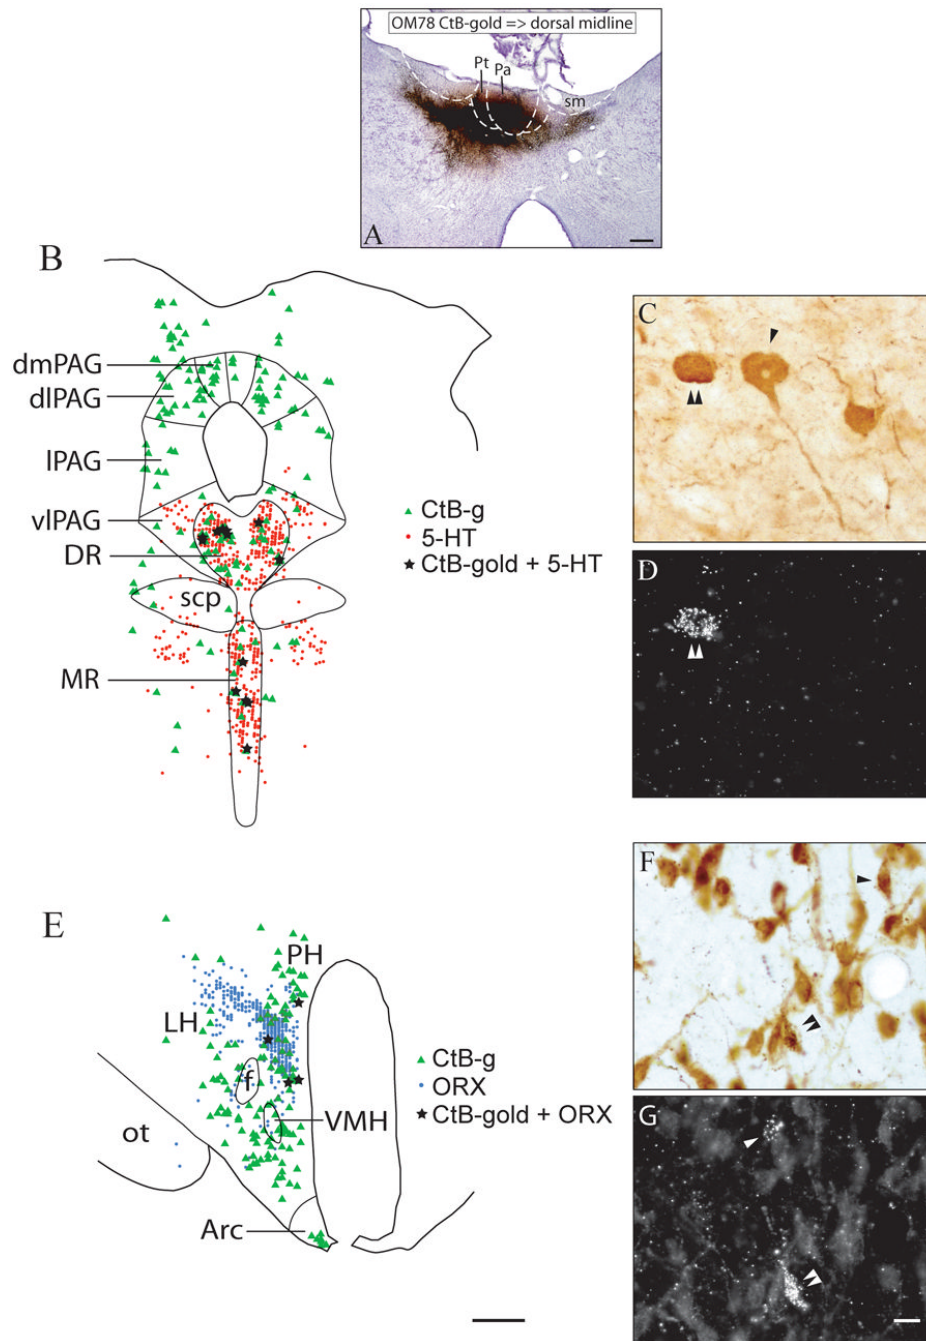 OM78 CtB-gold => dorsal midline
Pt
Pa
sm
A
B
dmPAG
dlPAG
lPAG
vlPAG
DR
scp
MR
CtB-g
5-HT
CtB-gold + 5-HT
C
D
E
PH
LH
f
VMH
ot
Arc
CtB-g
ORX
CtB-gold + ORX
F
G